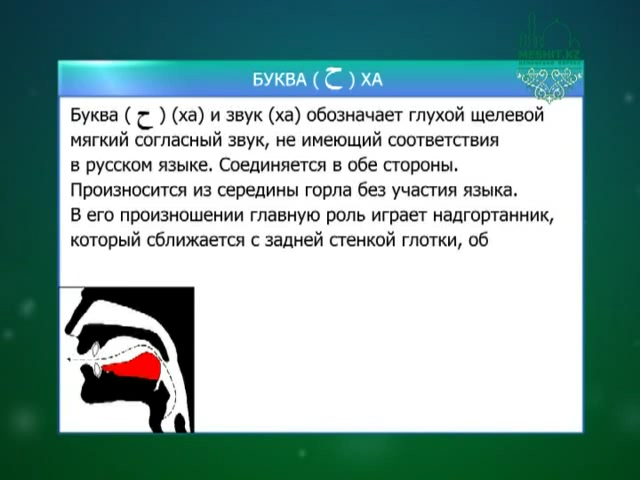 MESHIT.KZ
БУКВА ( ح ) ХА
Буква ( ح ) (ха) и звук (ха) обозначает глухой щелевой
мягкий согласный звук, не имеющий соответствия
в русском языке. Соединяется в обе стороны.
Произносится из середины горла без участия языка.
В его произношении главную роль играет надгортанник,
который сближается с задней стенкой глотки, об